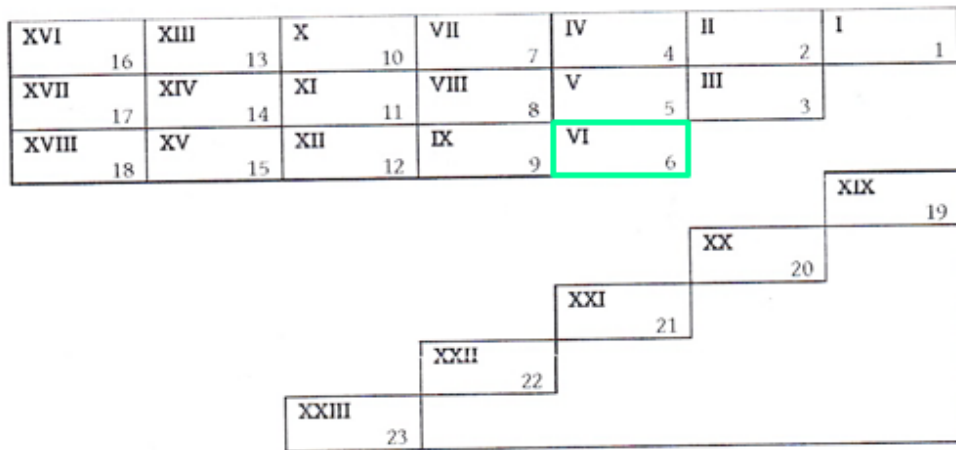 XVI XIII X VII IV II I
16 13 10 7 4 2 1
XVII XIV XI VIII V III
17 14 11 8 5 3
XVIII XV XII IX VI
18 15 12 9 6
XIX
19
XX
20
XXI
21
XXII
22
XXIII
23